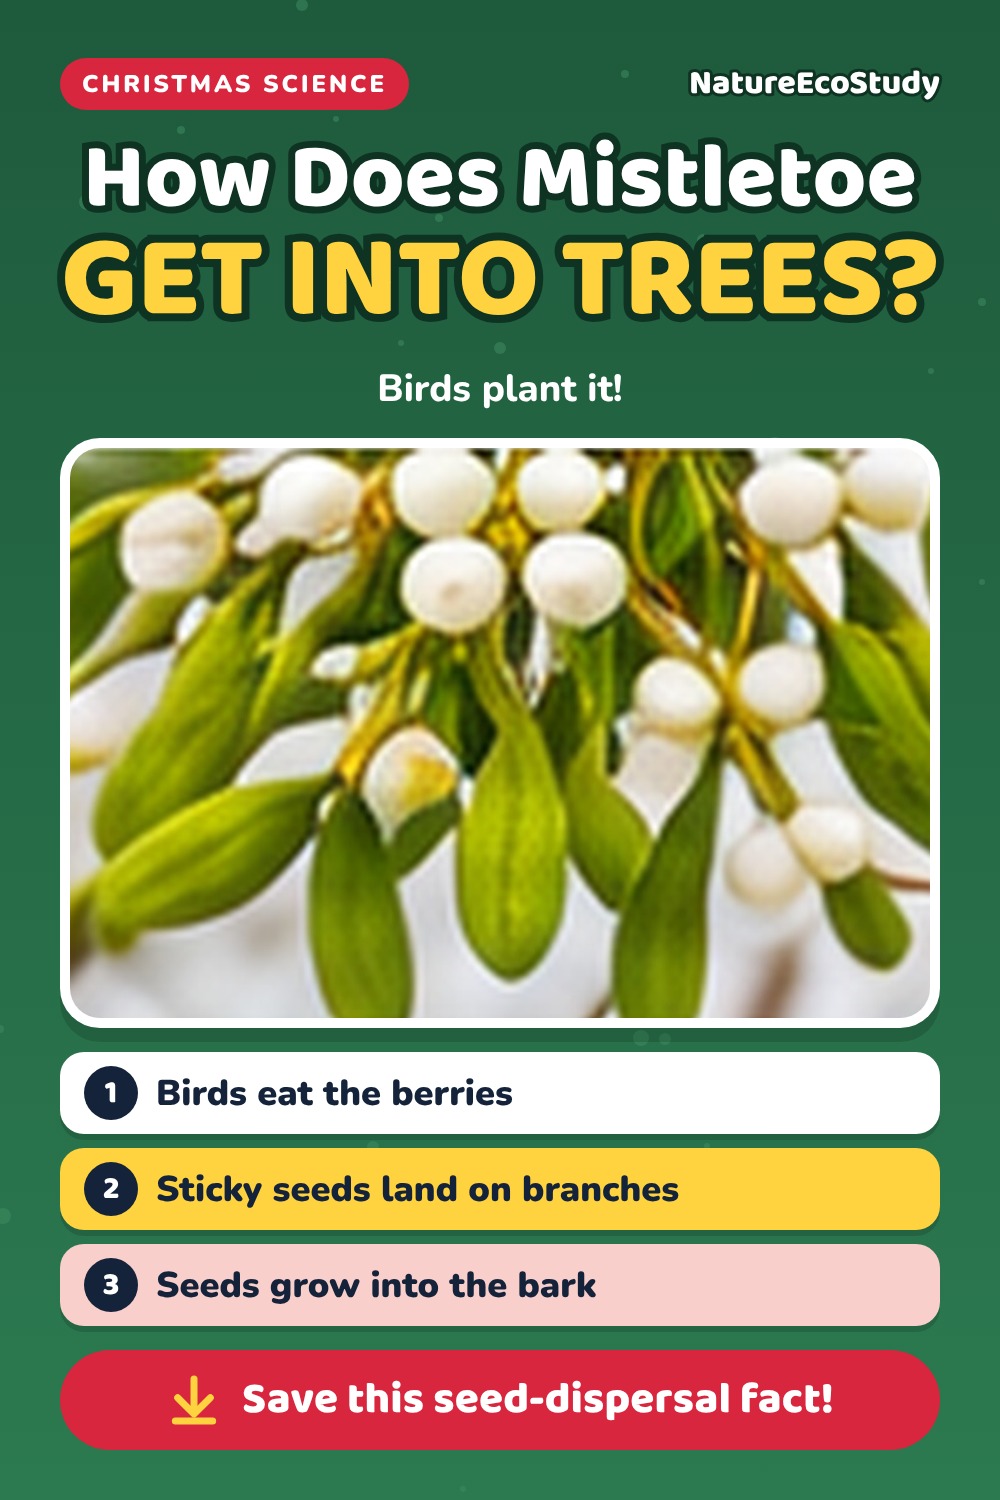 CHRISTMAS SCIENCE
NatureEcoStudy
How Does Mistletoe
GET INTO TREES?
Birds plant it!
1 Birds eat the berries
2 Sticky seeds land on branches
3 Seeds grow into the bark
Save this seed-dispersal fact!